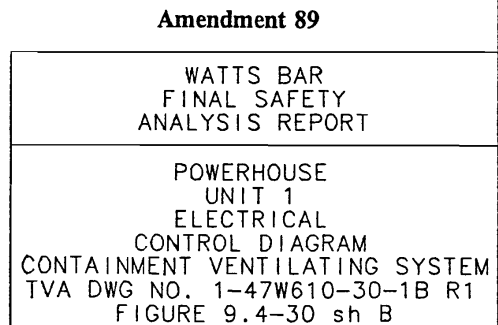 Amendment 89
WATTS BAR
FINAL SAFETY
ANALYSIS REPORT
POWERHOUSE
UNIT 1
ELECTRICAL
CONTROL DIAGRAM
CONTAINMENT VENTILATING SYSTEM
TVA DWG NO. 1-47W610-30-1B R1
FIGURE 9.4-30 sh B